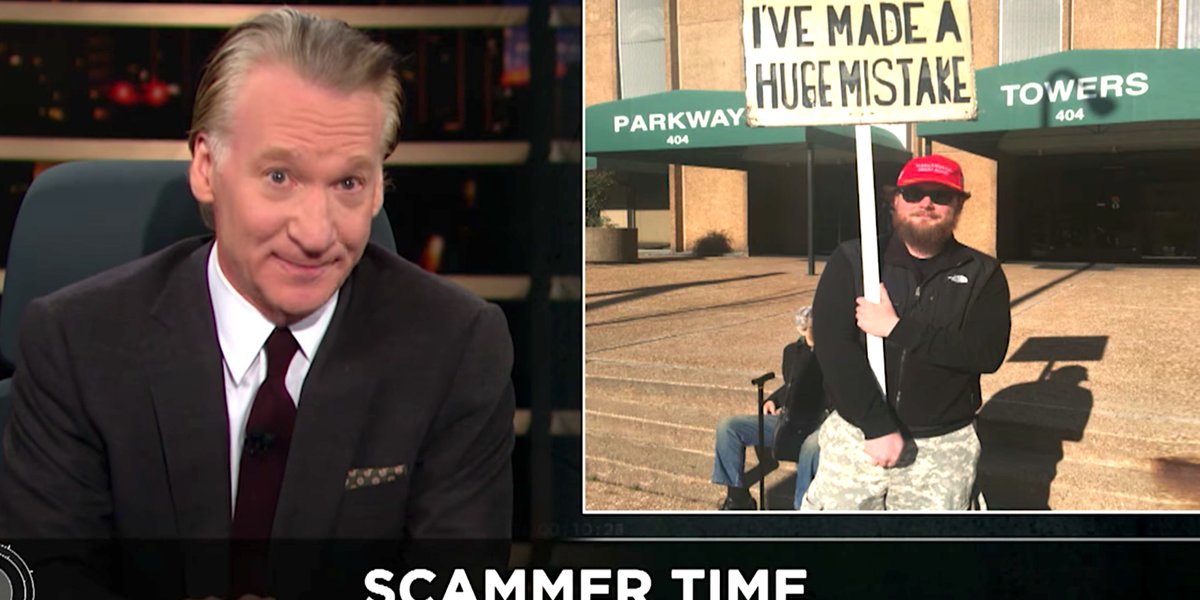 I'VE MADE A
HUGE MISTAKE
PARKWAY
404
TOWERS
404
SCAMMER TIME